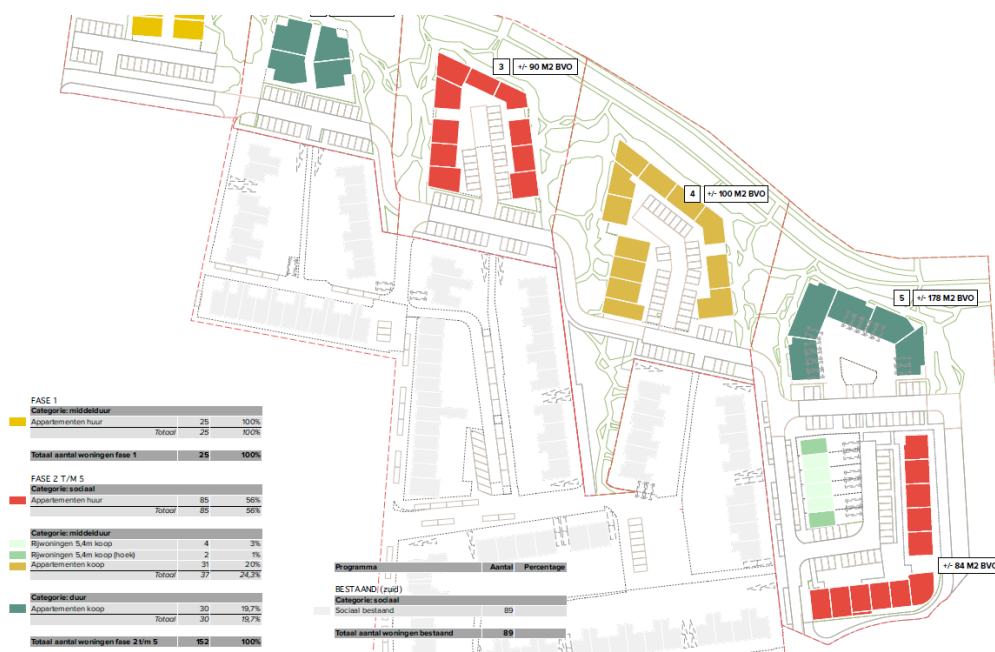 3 +/- 90 M2 BVO
4 +/- 100 M2 BVO
5 +/- 178 M2 BVO
+/- 84 M2 BVO
FASE 1
Categorie: middelduur
Appartementen huur 25 100%
Totaal 25 100%
Totaal aantal woningen fase 1 25 100%
FASE 2 T/M 5
Categorie: sociaal
Appartementen huur 85 56%
Totaal 85 56%
Categorie: middelduur
Rijwoningen 5,4m koop 4 3%
Rijwoningen 5,4m koop (hoek) 2 1%
Appartementen koop 31 20%
Totaal 37 24,3%
Categorie: duur
Appartementen koop 30 19,7%
Totaal 30 19,7%
Totaal aantal woningen fase 2 t/m 5 152 100%
Programma Aantal Percentage
BESTAAND/ (zuid)
Categorie: sociaal
Sociaal bestaand 89
Totaal aantal woningen bestaand 89